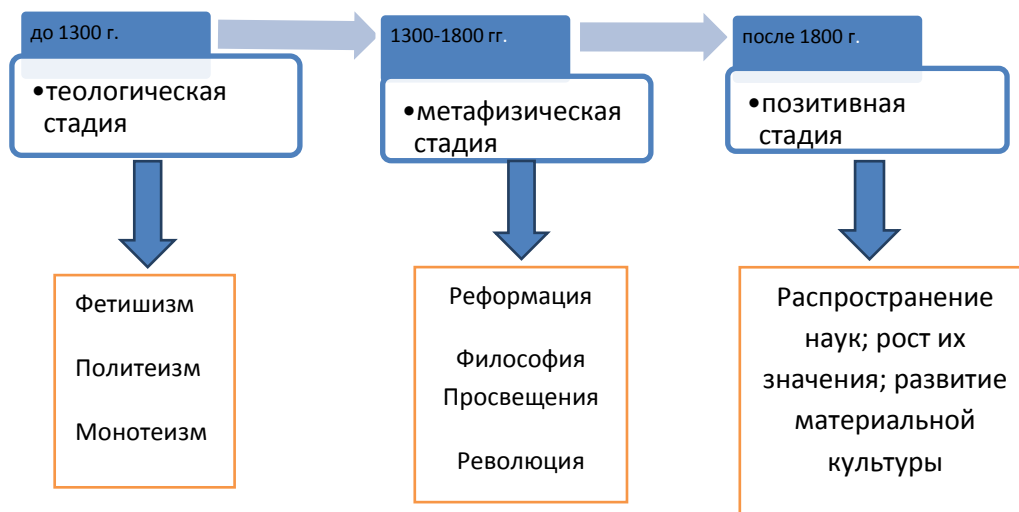 до 1300 г.
•теологическая
стадия
Фетишизм
Политеизм
Монотеизм
1300-1800 гг.
•метафизическая
стадия
Реформация
Философия
Просвещения
Революция
после 1800 г.
•позитивная
стадия
Распространение
наук; рост их
значения; развитие
материальной
культуры